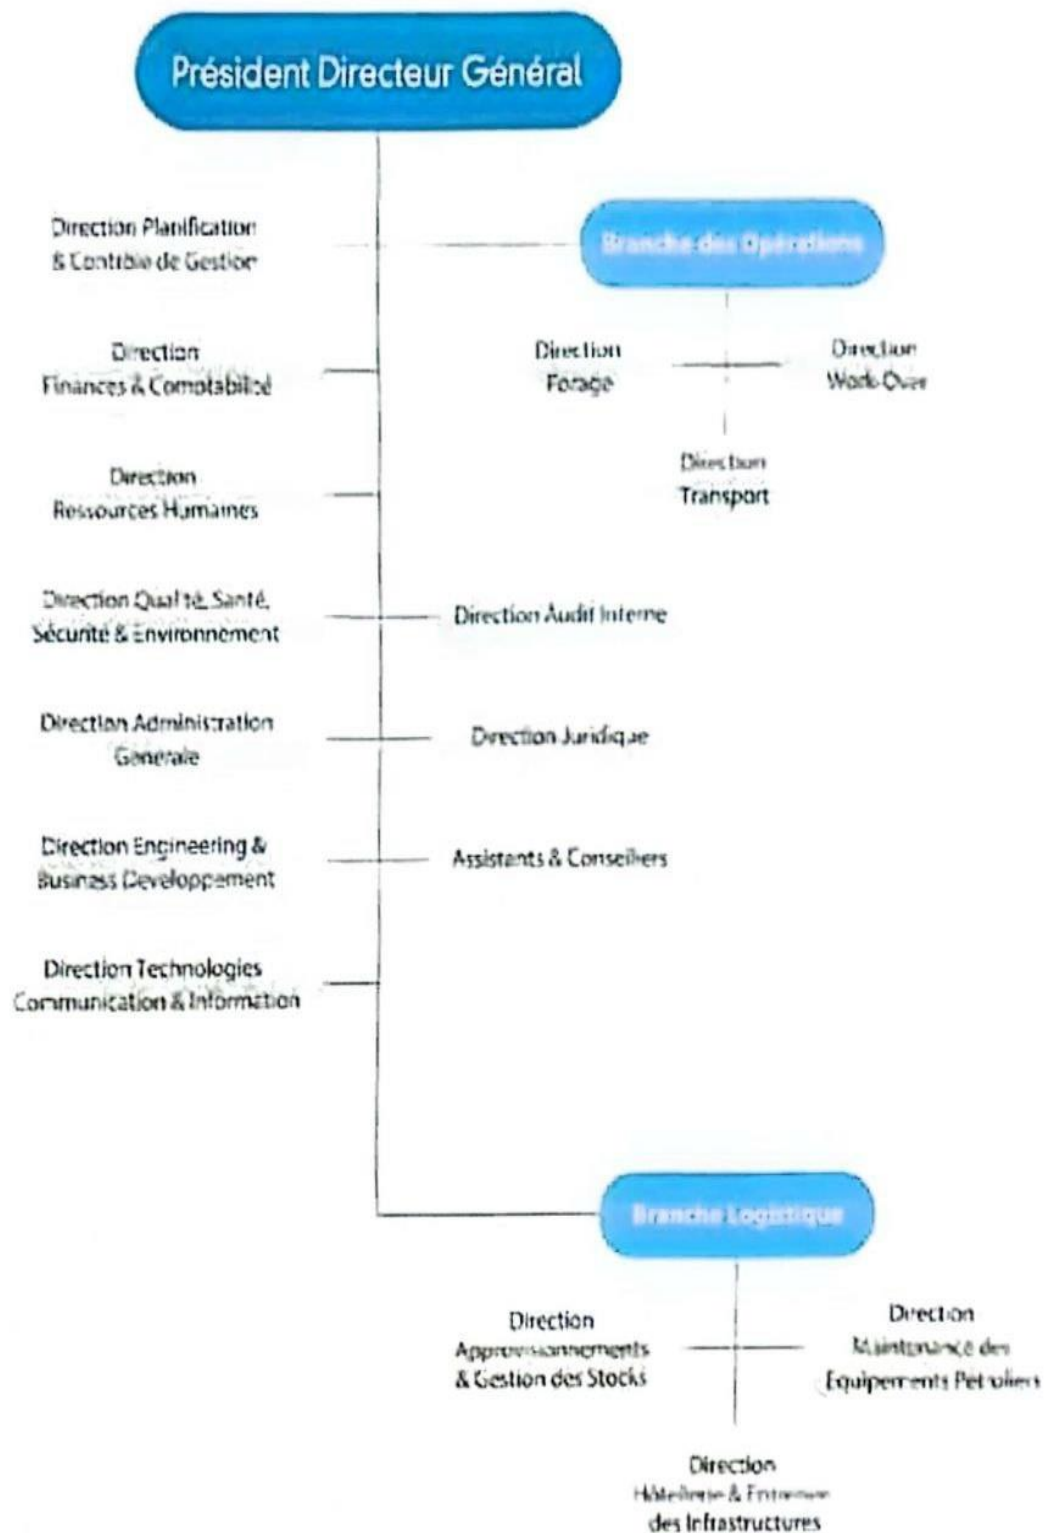 Président Directeur Général
Direction Planification
& Contrôle de Gestion
Branche des Opérations
Direction
Finances & Comptabilité
Direction
Forage
Direction
Work-Over
Direction
Transport
Direction
Ressources Humaines
Direction Qualité, Santé,
Sécurité & Environnement
Direction Audit Interne
Direction Administration
Générale
Direction Juridique
Direction Engineering &
Business Developpement
Assistants & Conseillers
Direction Technologies
Communication & Information
Branche Logistique
Direction
Approvisionnements
& Gestion des Stocks
Direction
Maintenance des
Equipements Pétroliers
Direction
Hôtellerie &
des Infrastructures